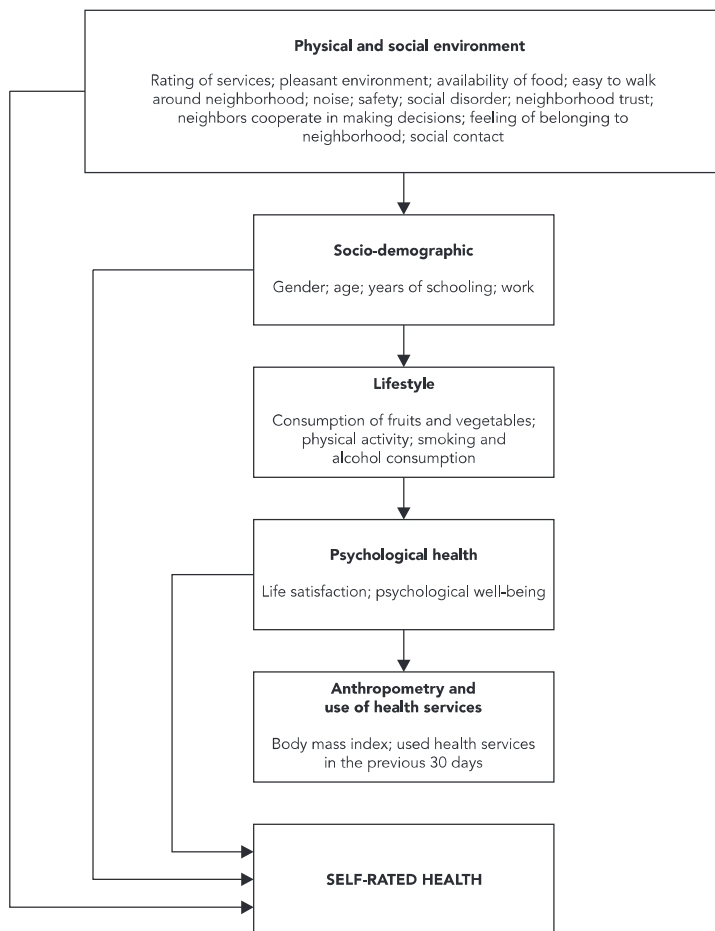 Physical and social environment
Rating of services; pleasant environment; availability of food; easy to walk
around neighborhood; noise; safety; social disorder; neighborhood trust;
neighbors cooperate in making decisions; feeling of belonging to
neighborhood; social contact
Socio-demographic
Gender; age; years of schooling; work
Lifestyle
Consumption of fruits and vegetables;
physical activity; smoking and
alcohol consumption
Psychological health
Life satisfaction; psychological well-being
Anthropometry and
use of health services
Body mass index; used health services
in the previous 30 days
SELF-RATED HEALTH